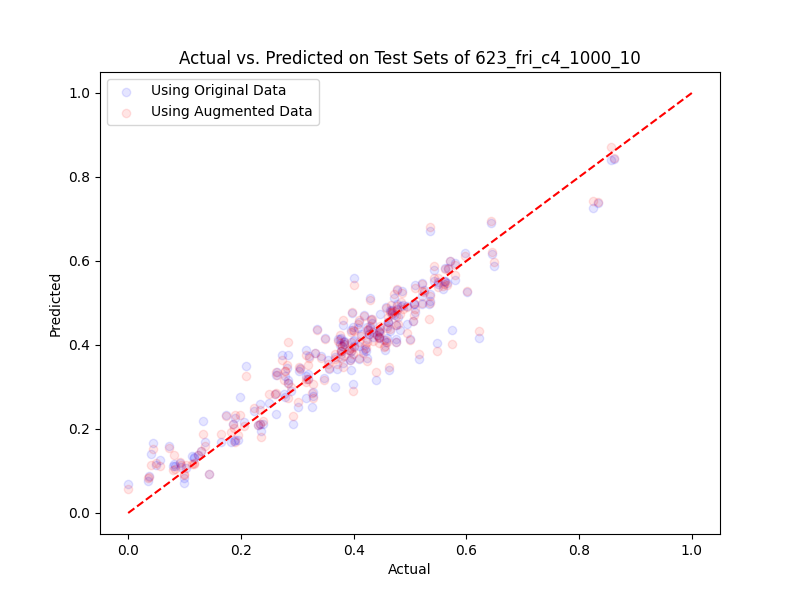 Actual vs. Predicted on Test Sets of 623_fri_c4_1000_10
Using Original Data
Using Augmented Data
1.0
0.8
0.6
0.4
0.2
0.0
Predicted
0.0 0.2 0.4 0.6 0.8 1.0
Actual